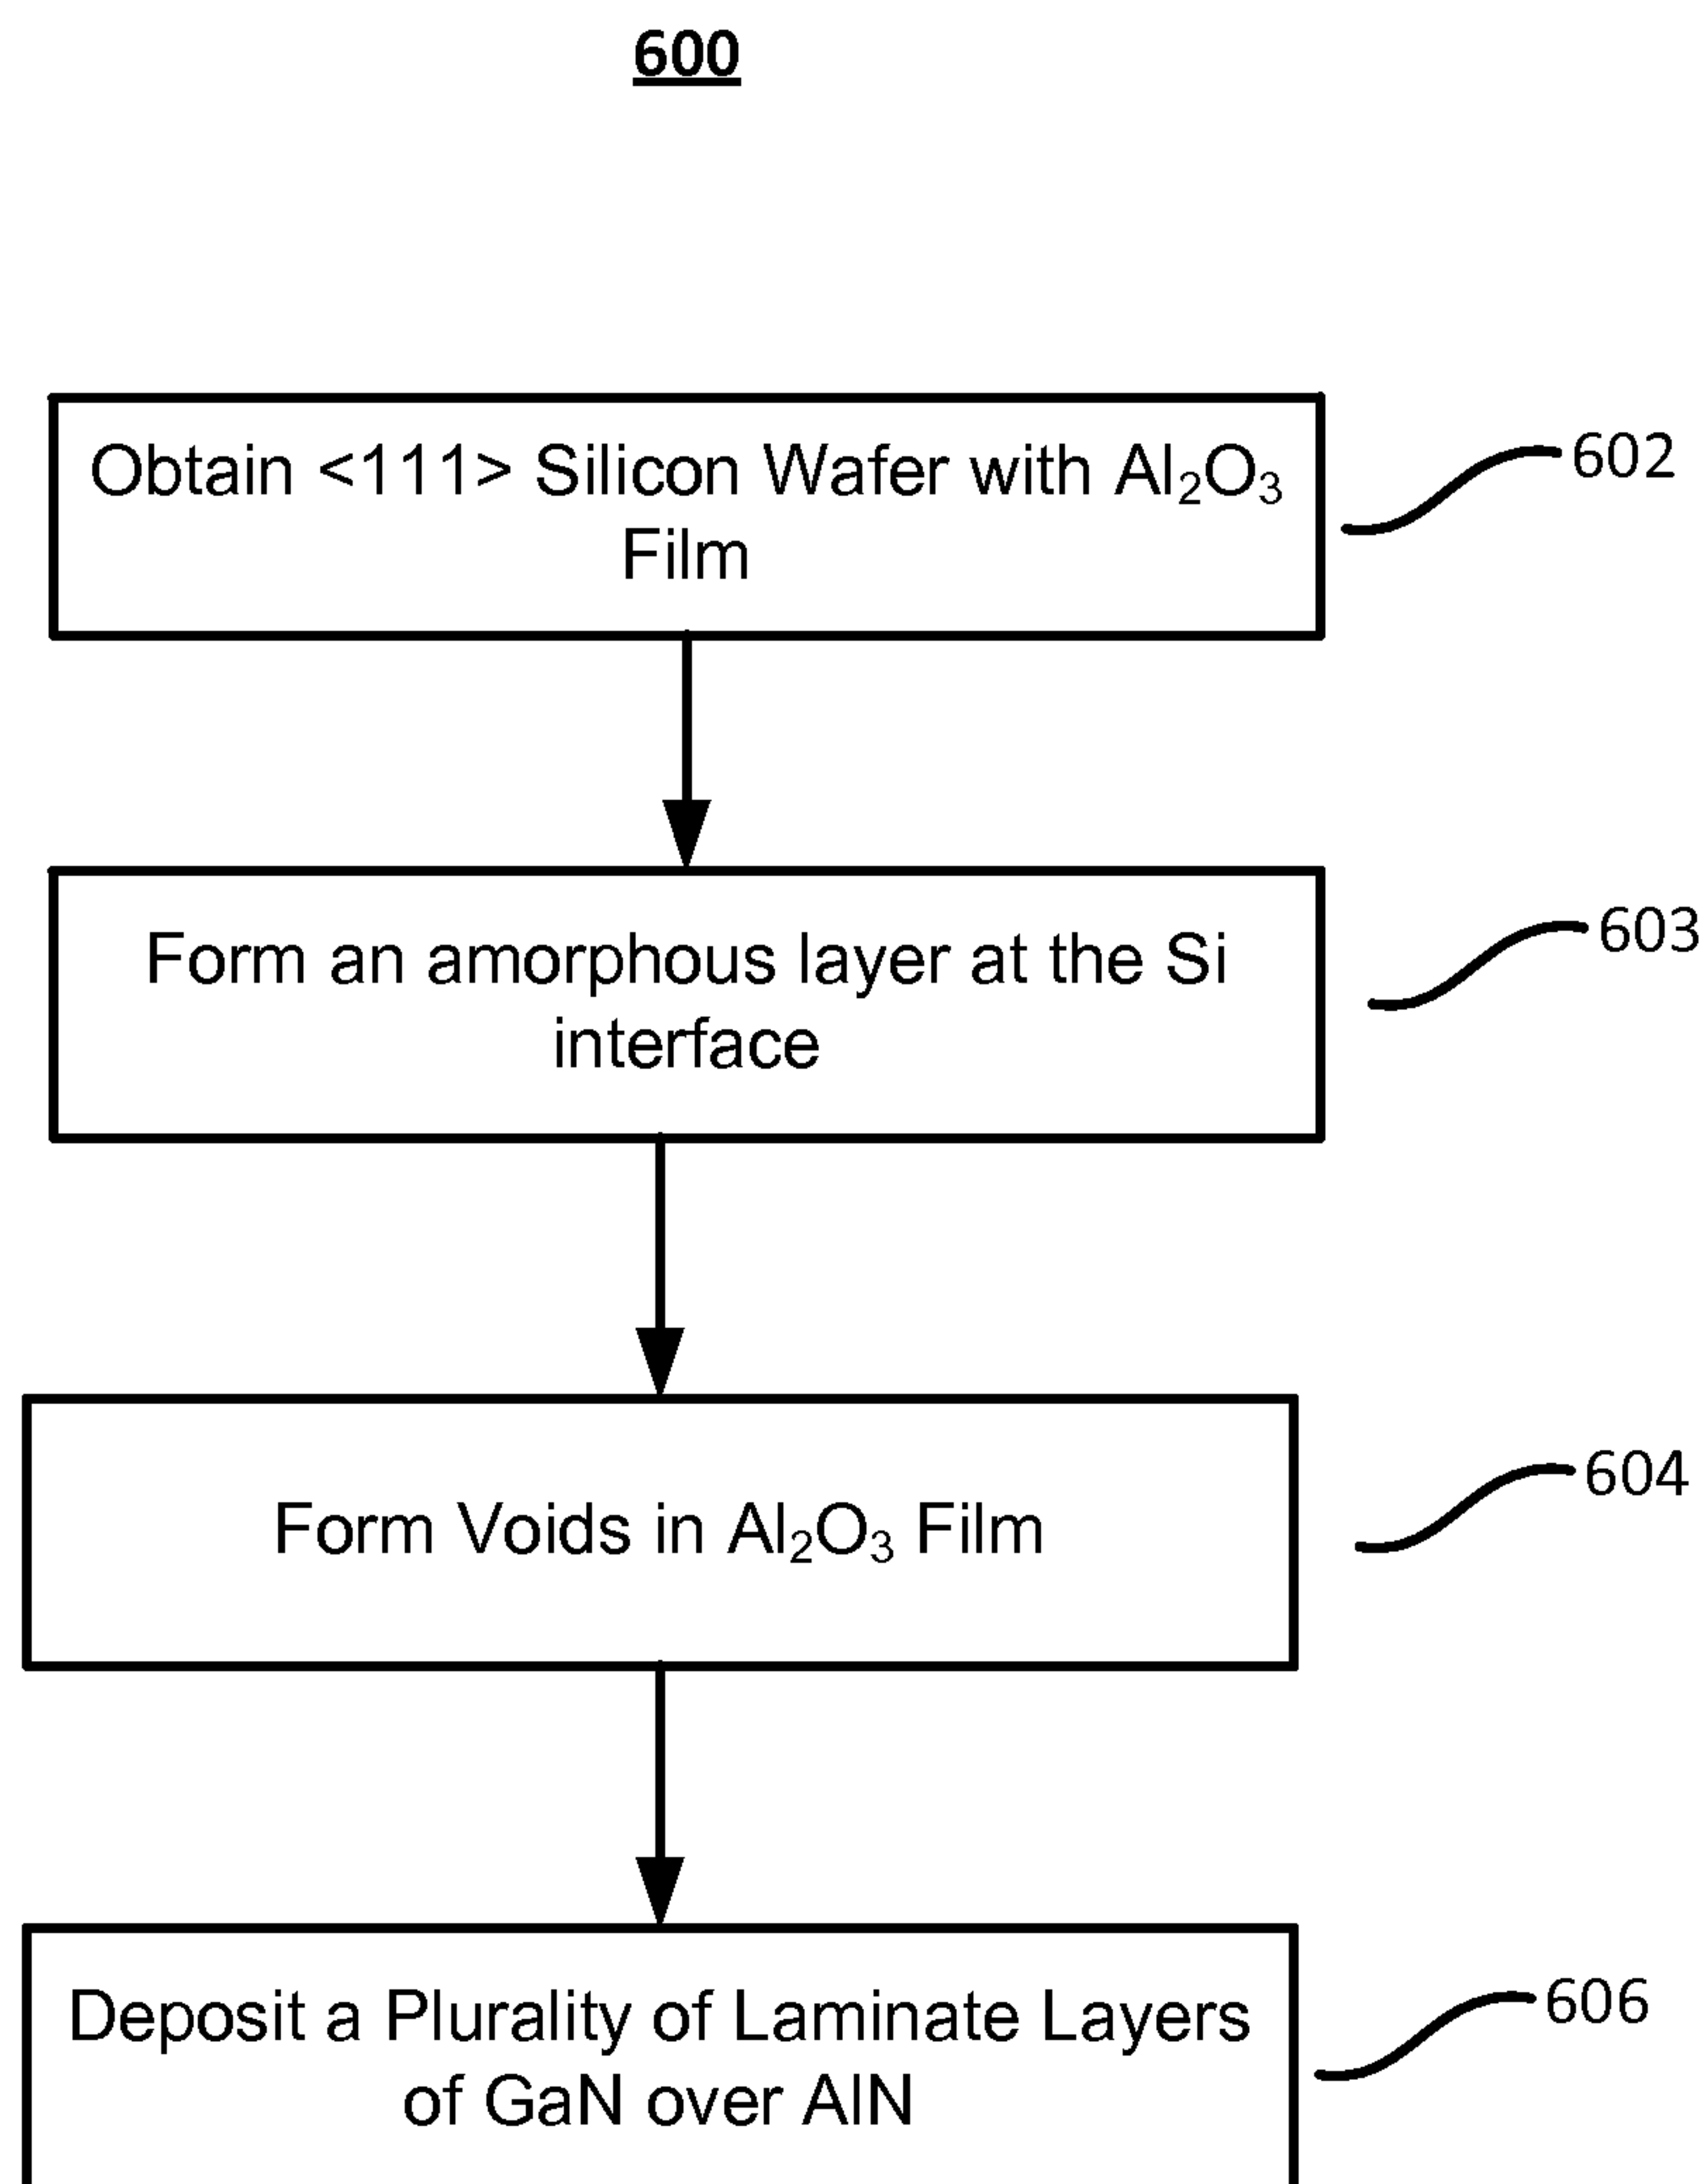 600
Obtain <111> Silicon Wafer with Al₂O₃
Film
602
Form an amorphous layer at the Si
interface
603
Form Voids in Al₂O₃ Film
604
Deposit a Plurality of Laminate Layers
of GaN over AlN
606